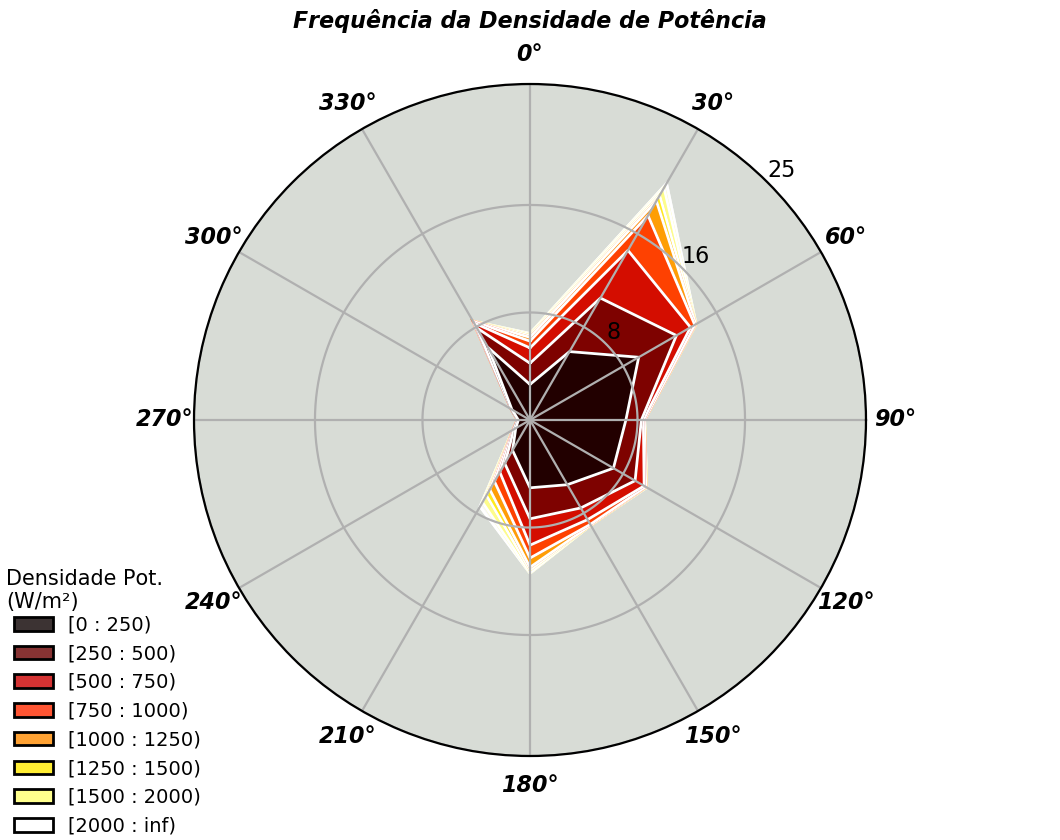 Frequência da Densidade de Potência
0°
330°
30°
25
300°
60°
16
8
270°
90°
240°
120°
210°
150°
180°
Densidade Pot.
(W/m²)
[0 : 250)
[250 : 500)
[500 : 750)
[750 : 1000)
[1000 : 1250)
[1250 : 1500)
[1500 : 2000)
[2000 : inf)